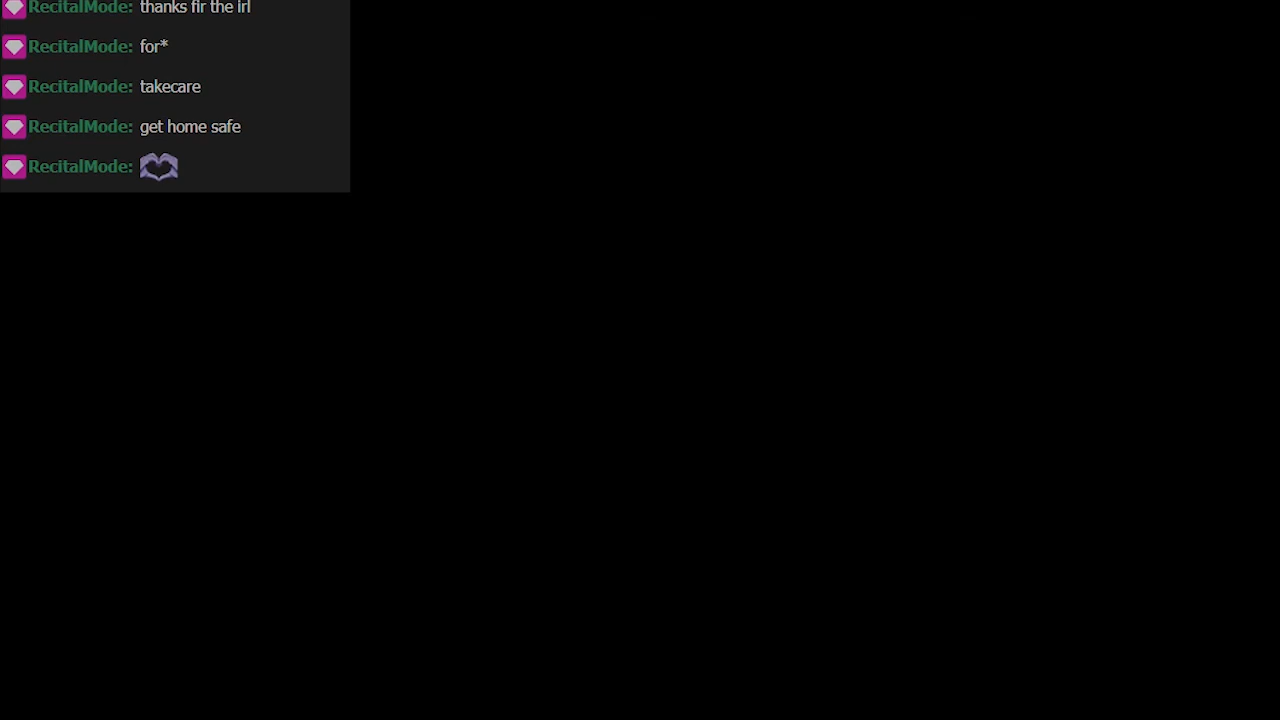 RecitalMode: thanks fir the irl
RecitalMode: for*
RecitalMode: takecare
RecitalMode: get home safe
RecitalMode: